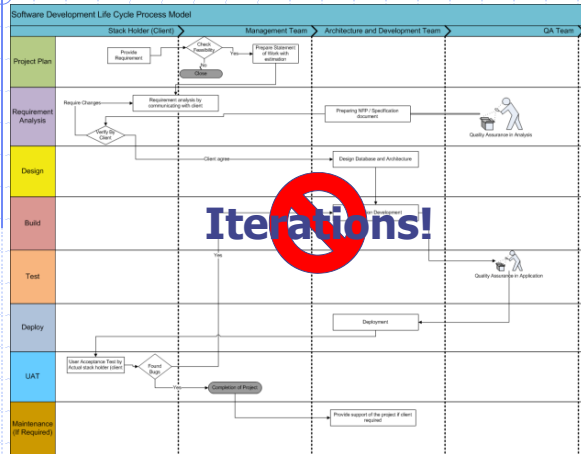 Software Development Life Cycle Process Model
Stack Holder (Client)
Management Team
Architecture and Development Team
QA Team
Project Plan
Provide
Requirement
Check
Feasibility
Yes
Prepare Statement
of Work with
estimation
No
Close
Requirement
Analysis
Require Changes
Requirement analysis by
communicating with client
Preparing WFP / Specification
document
Verify By
Client
Quality Assurance in Analysis
Design
Client agree
Design Database and Architecture
Build
Iterations!
Development
Yes
Test
Quality Assurance in Application
Deploy
Deployment
UAT
User Acceptance Test by
Actual stack holder (client
Found
Bugs
Yes
Completion of Project
Maintenance
(If Required)
Provide support of the project if client
required